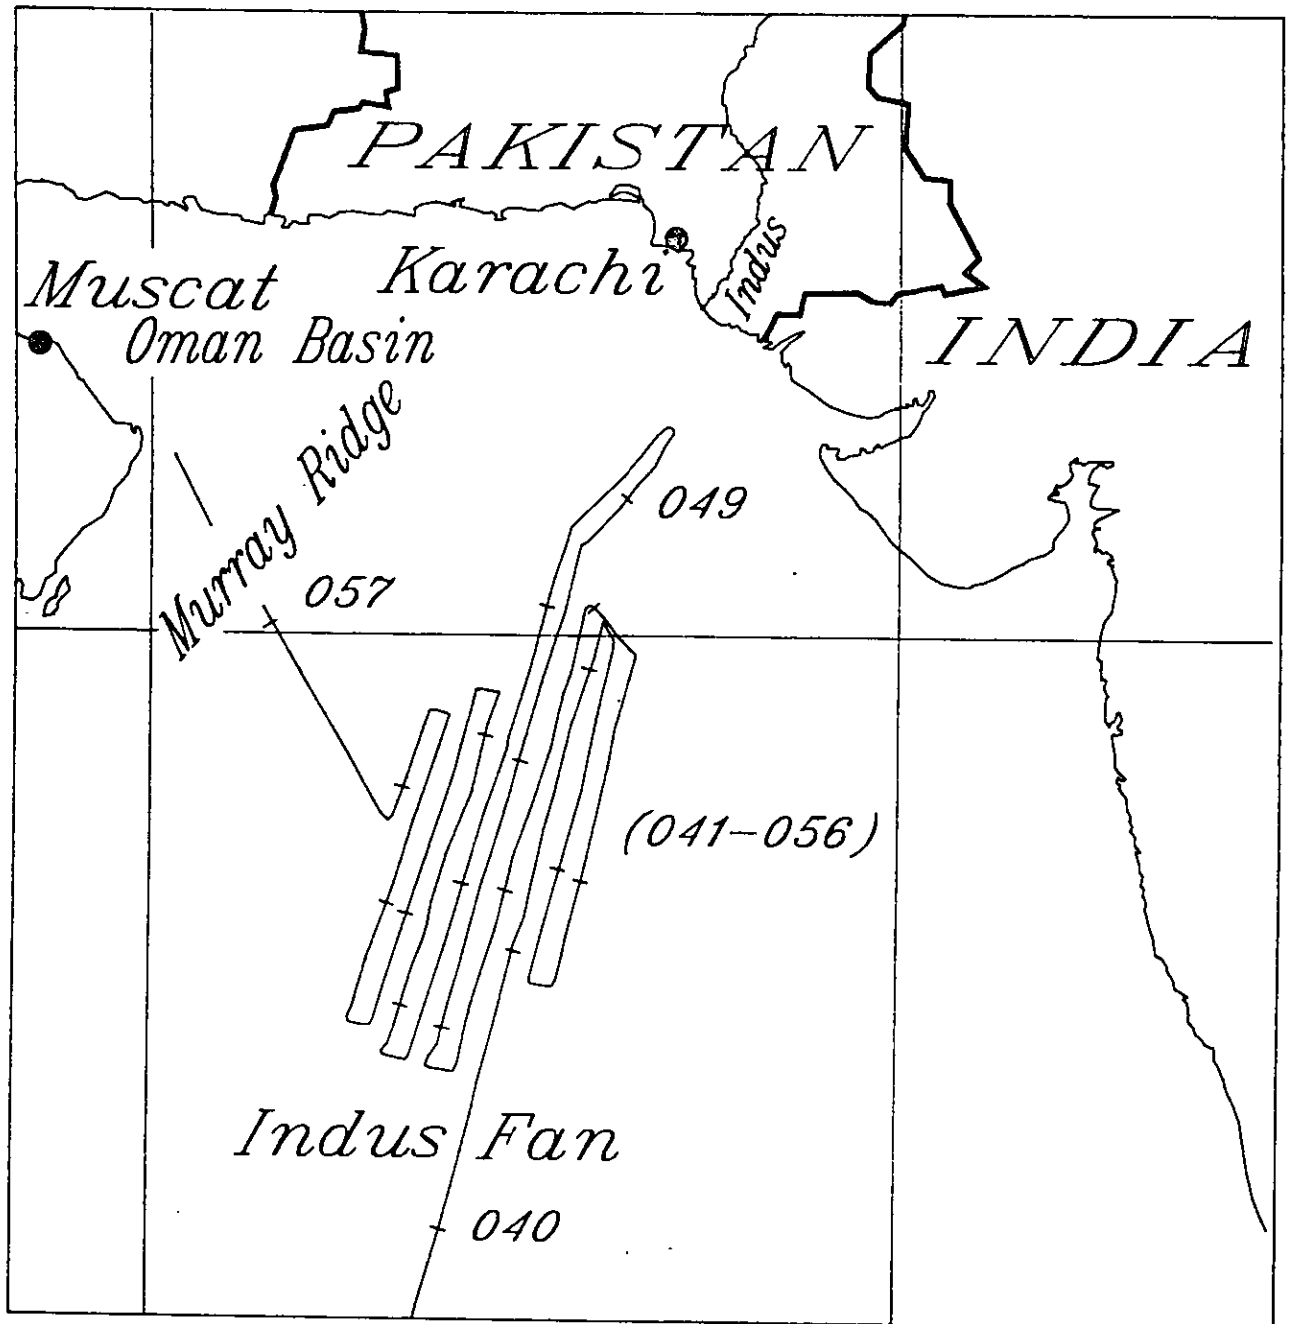 PAKISTAN
Karachi
Indus
Muscat
Oman Basin
INDIA
Murray Ridge
049
057
(041-056)
Indus Fan
040